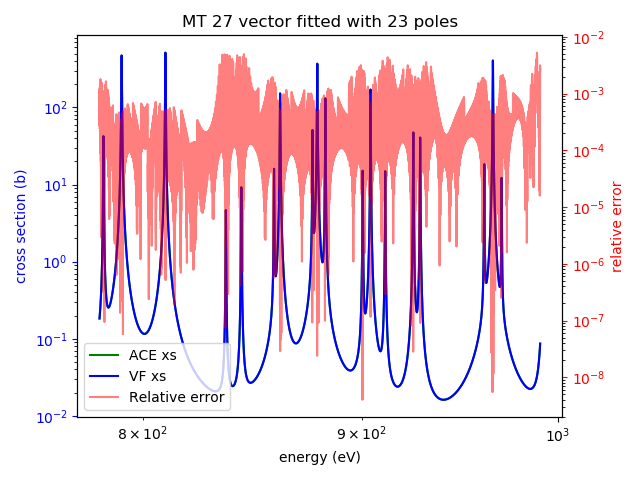 MT 27 vector fitted with 23 poles
10²
10¹
10⁰
10⁻¹
10⁻²
cross section (b)
10⁻²
10⁻³
10⁻⁴
10⁻⁵
10⁻⁶
10⁻⁷
10⁻⁸
relative error
ACE xs
VF xs
Relative error
8 × 10²
9 × 10²
10³
energy (eV)